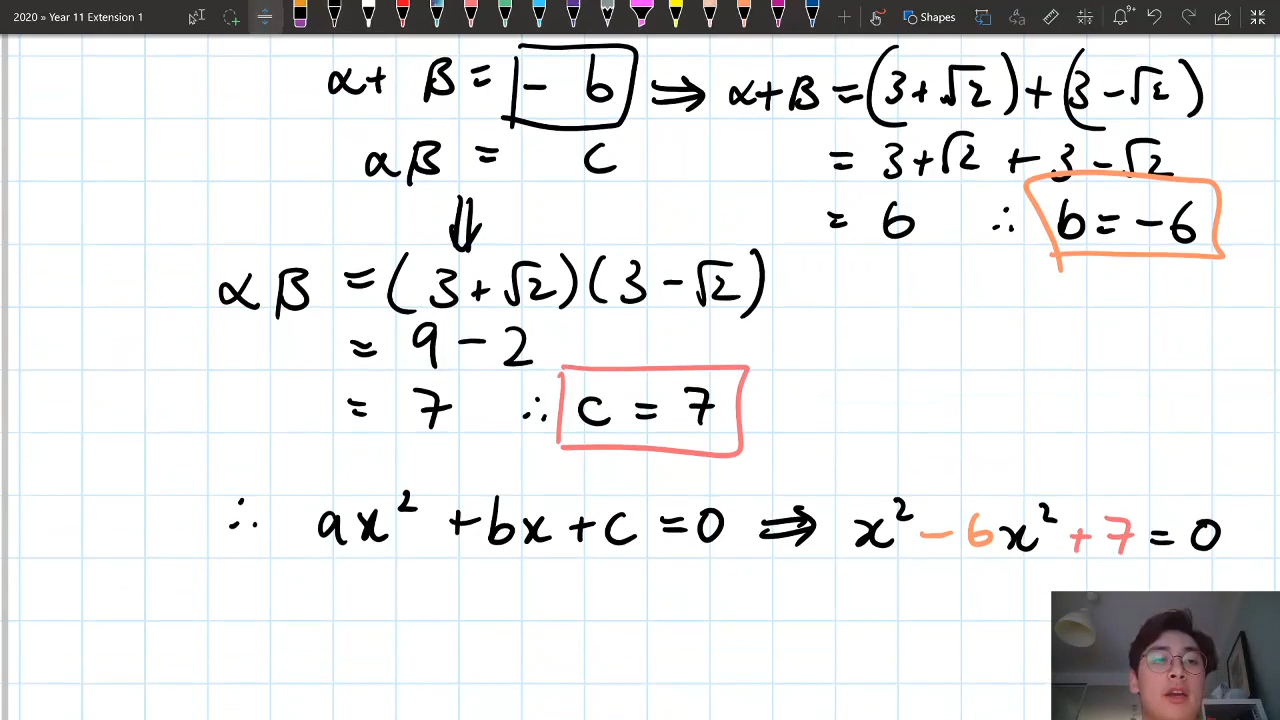 2020 » Year 11 Extension 1
Shapes
9+
α + β = - b ⇒ α + β = (3+√2) + (3-√2)
αβ = c
= 3+√2 + 3-√2
⇓
= 6 ∴ b = -6
αβ = (3+√2)(3-√2)
= 9 - 2
= 7 ∴ c = 7
∴ ax² + bx + c = 0 ⇒ x² - 6x² + 7 = 0